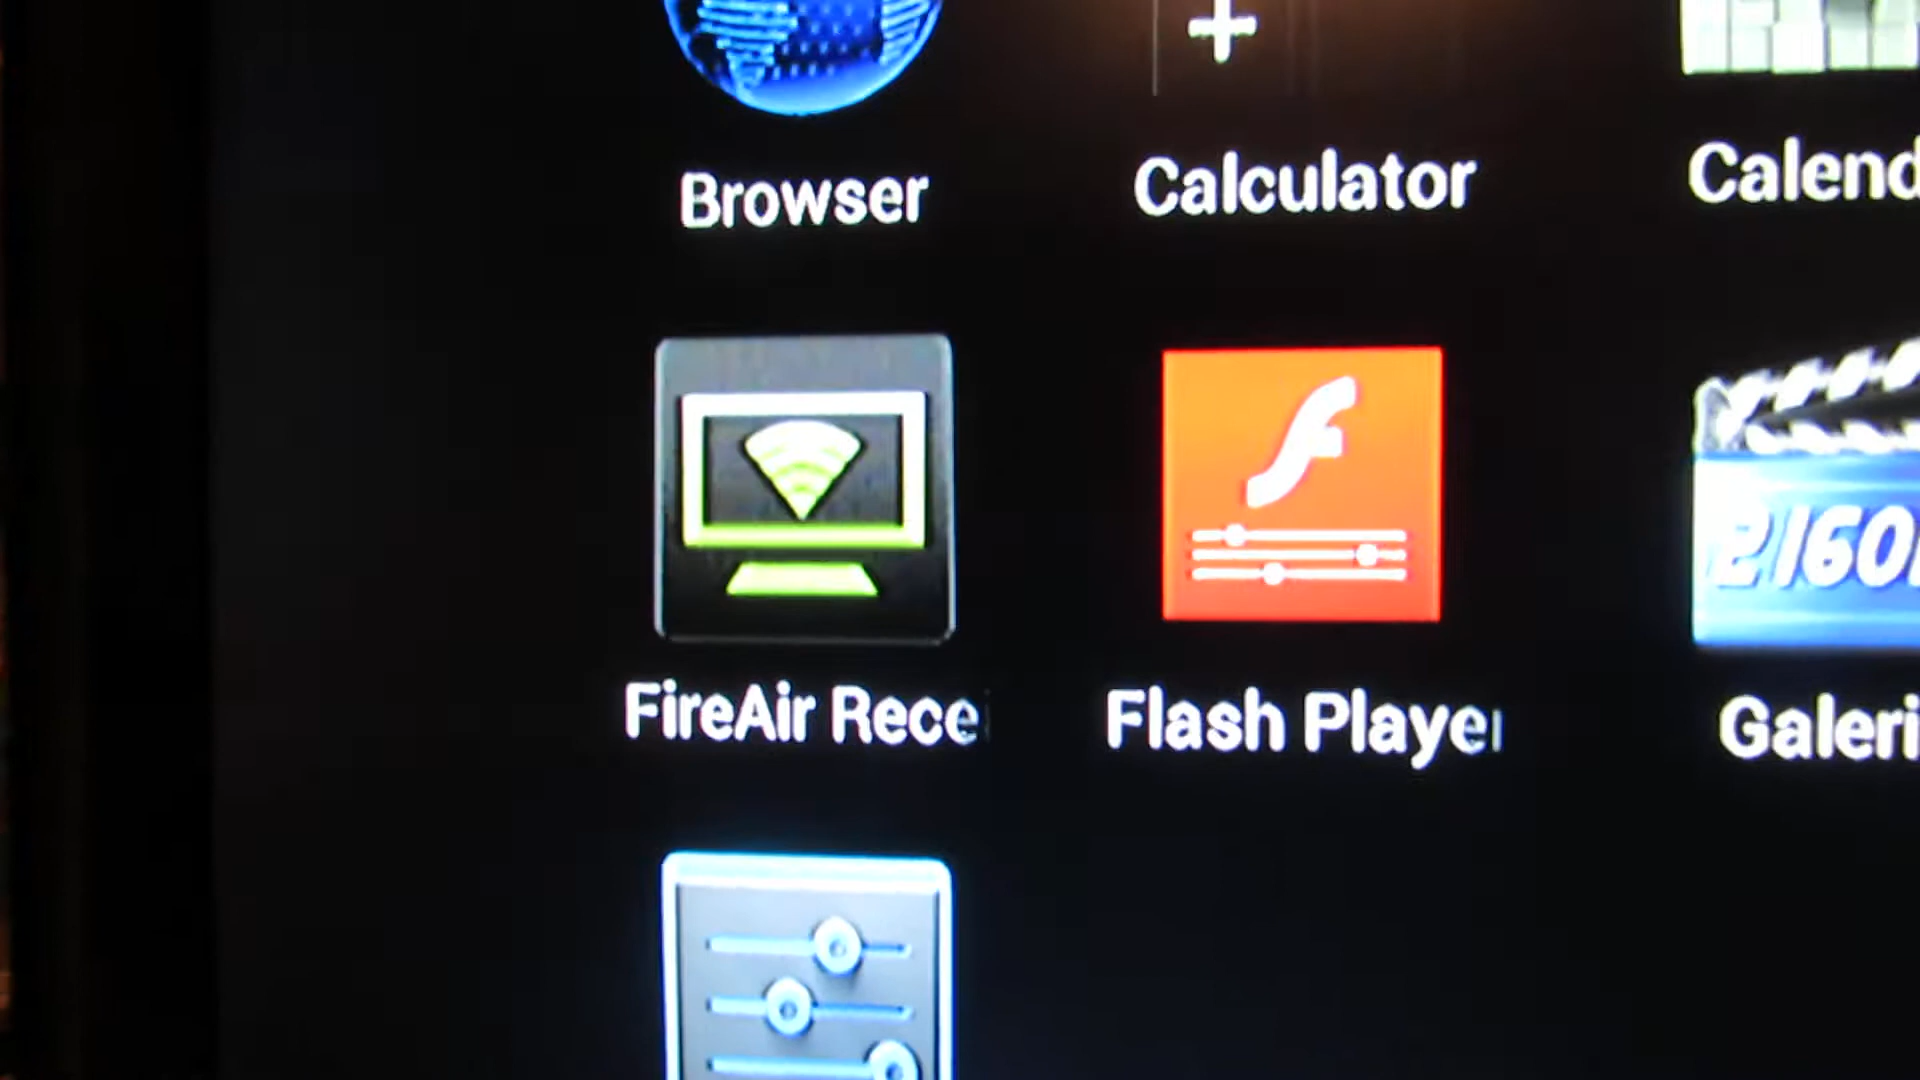 Browser
Calculator
Calend
FireAir Rece
Flash Player
Galeri
2160